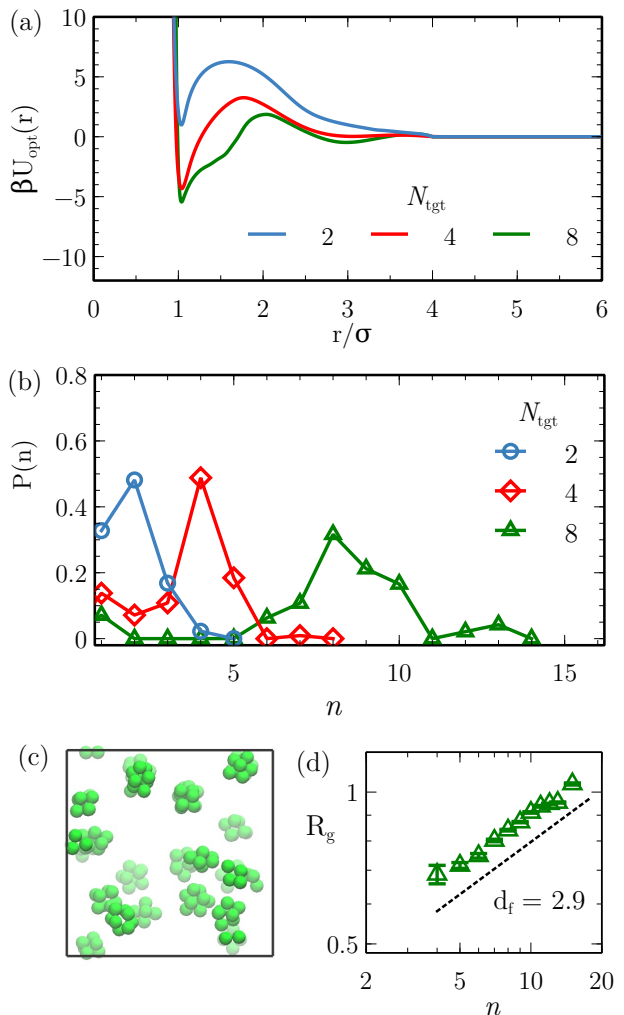 (a)
10
5
0
−5
−10
βU_opt(r)
N_tgt
2 4 8
0 1 2 3 4 5 6
r/σ
(b)
0.8
0.6
0.4
0.2
0
P(n)
N_tgt
2
4
8
5 10 15
n
(c)
(d)
1
R_g
0.5
d_f = 2.9
2 5 10 20
n